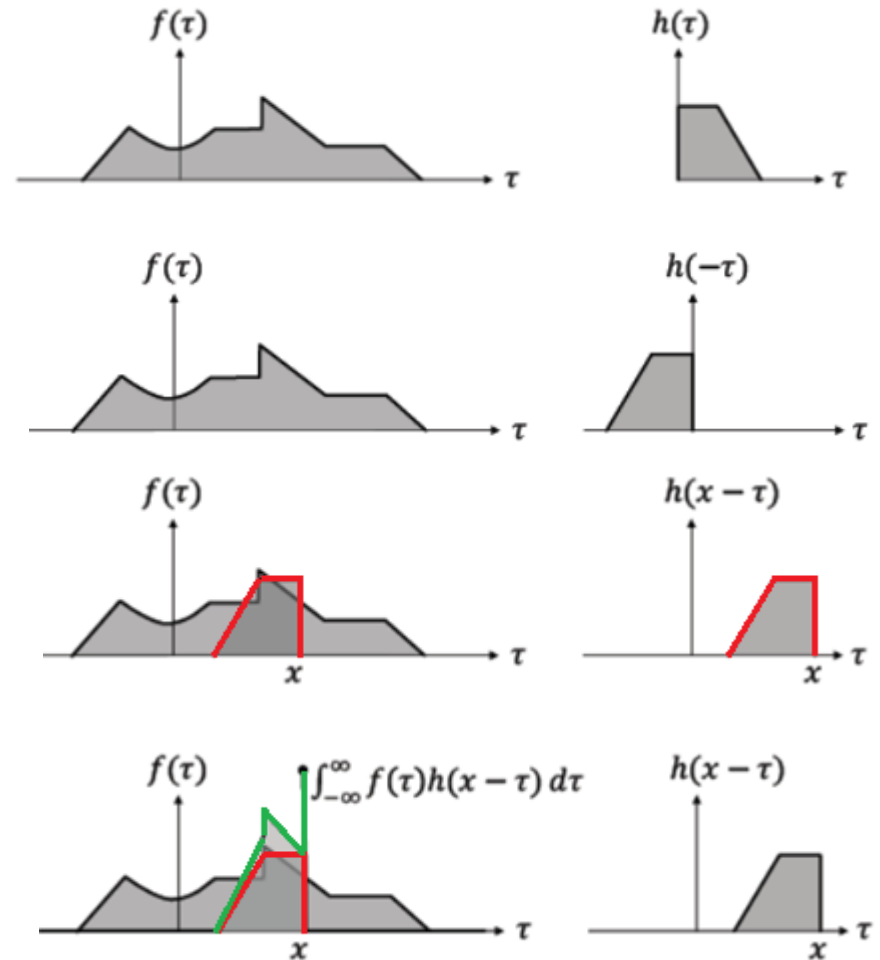 f(τ)
h(τ)
τ
τ
f(τ)
h(−τ)
τ
τ
f(τ)
h(x − τ)
τ
τ
x
x
f(τ)
h(x − τ)
∫_{−∞}^{∞} f(τ)h(x − τ) dτ
τ
τ
x
x